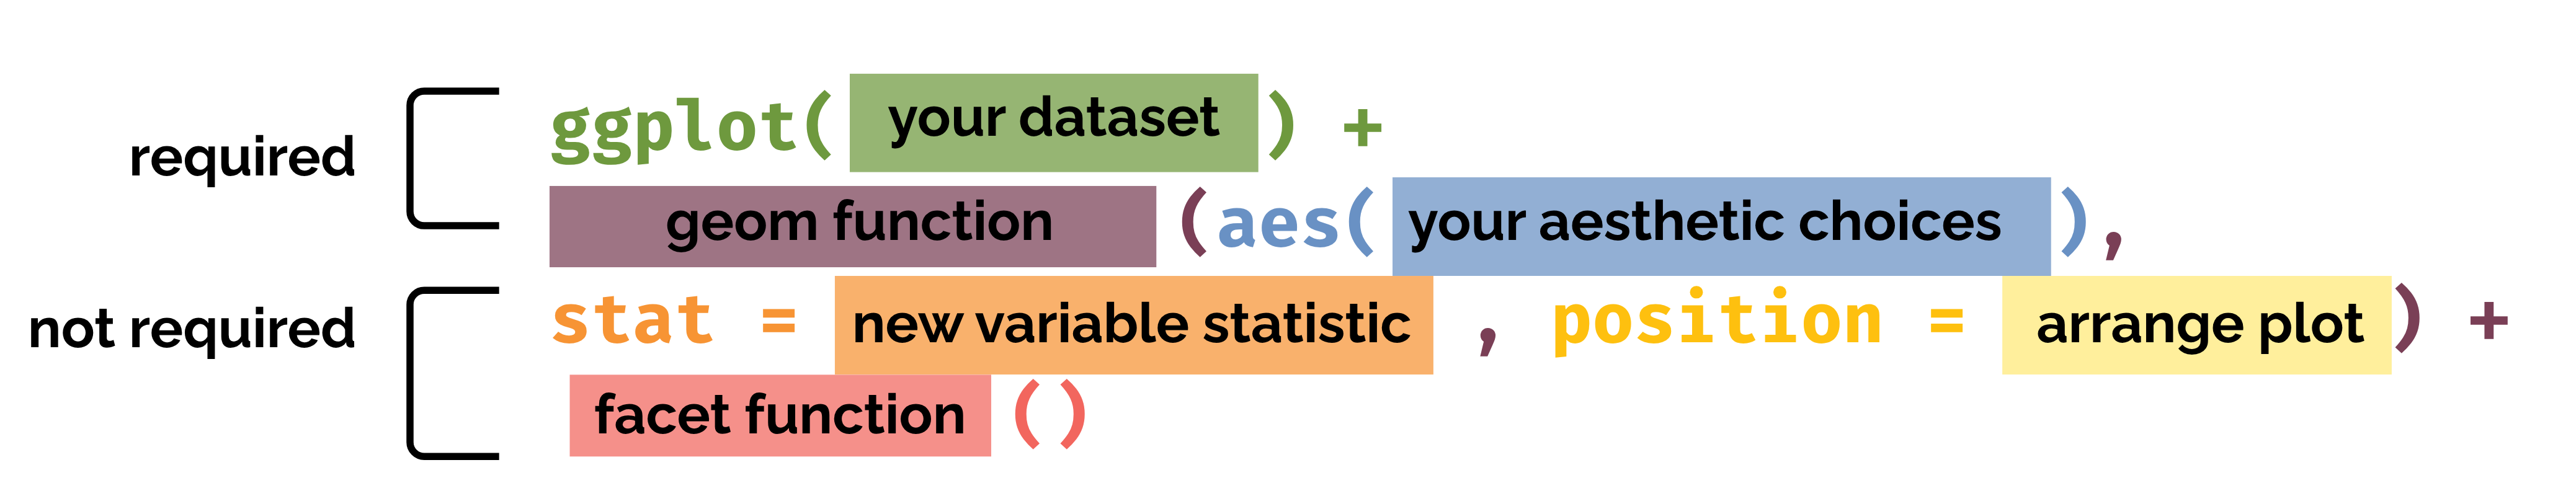 required
ggplot( your dataset ) +
geom function (aes( your aesthetic choices ),
not required
stat = new variable statistic , position = arrange plot ) +
facet function ()